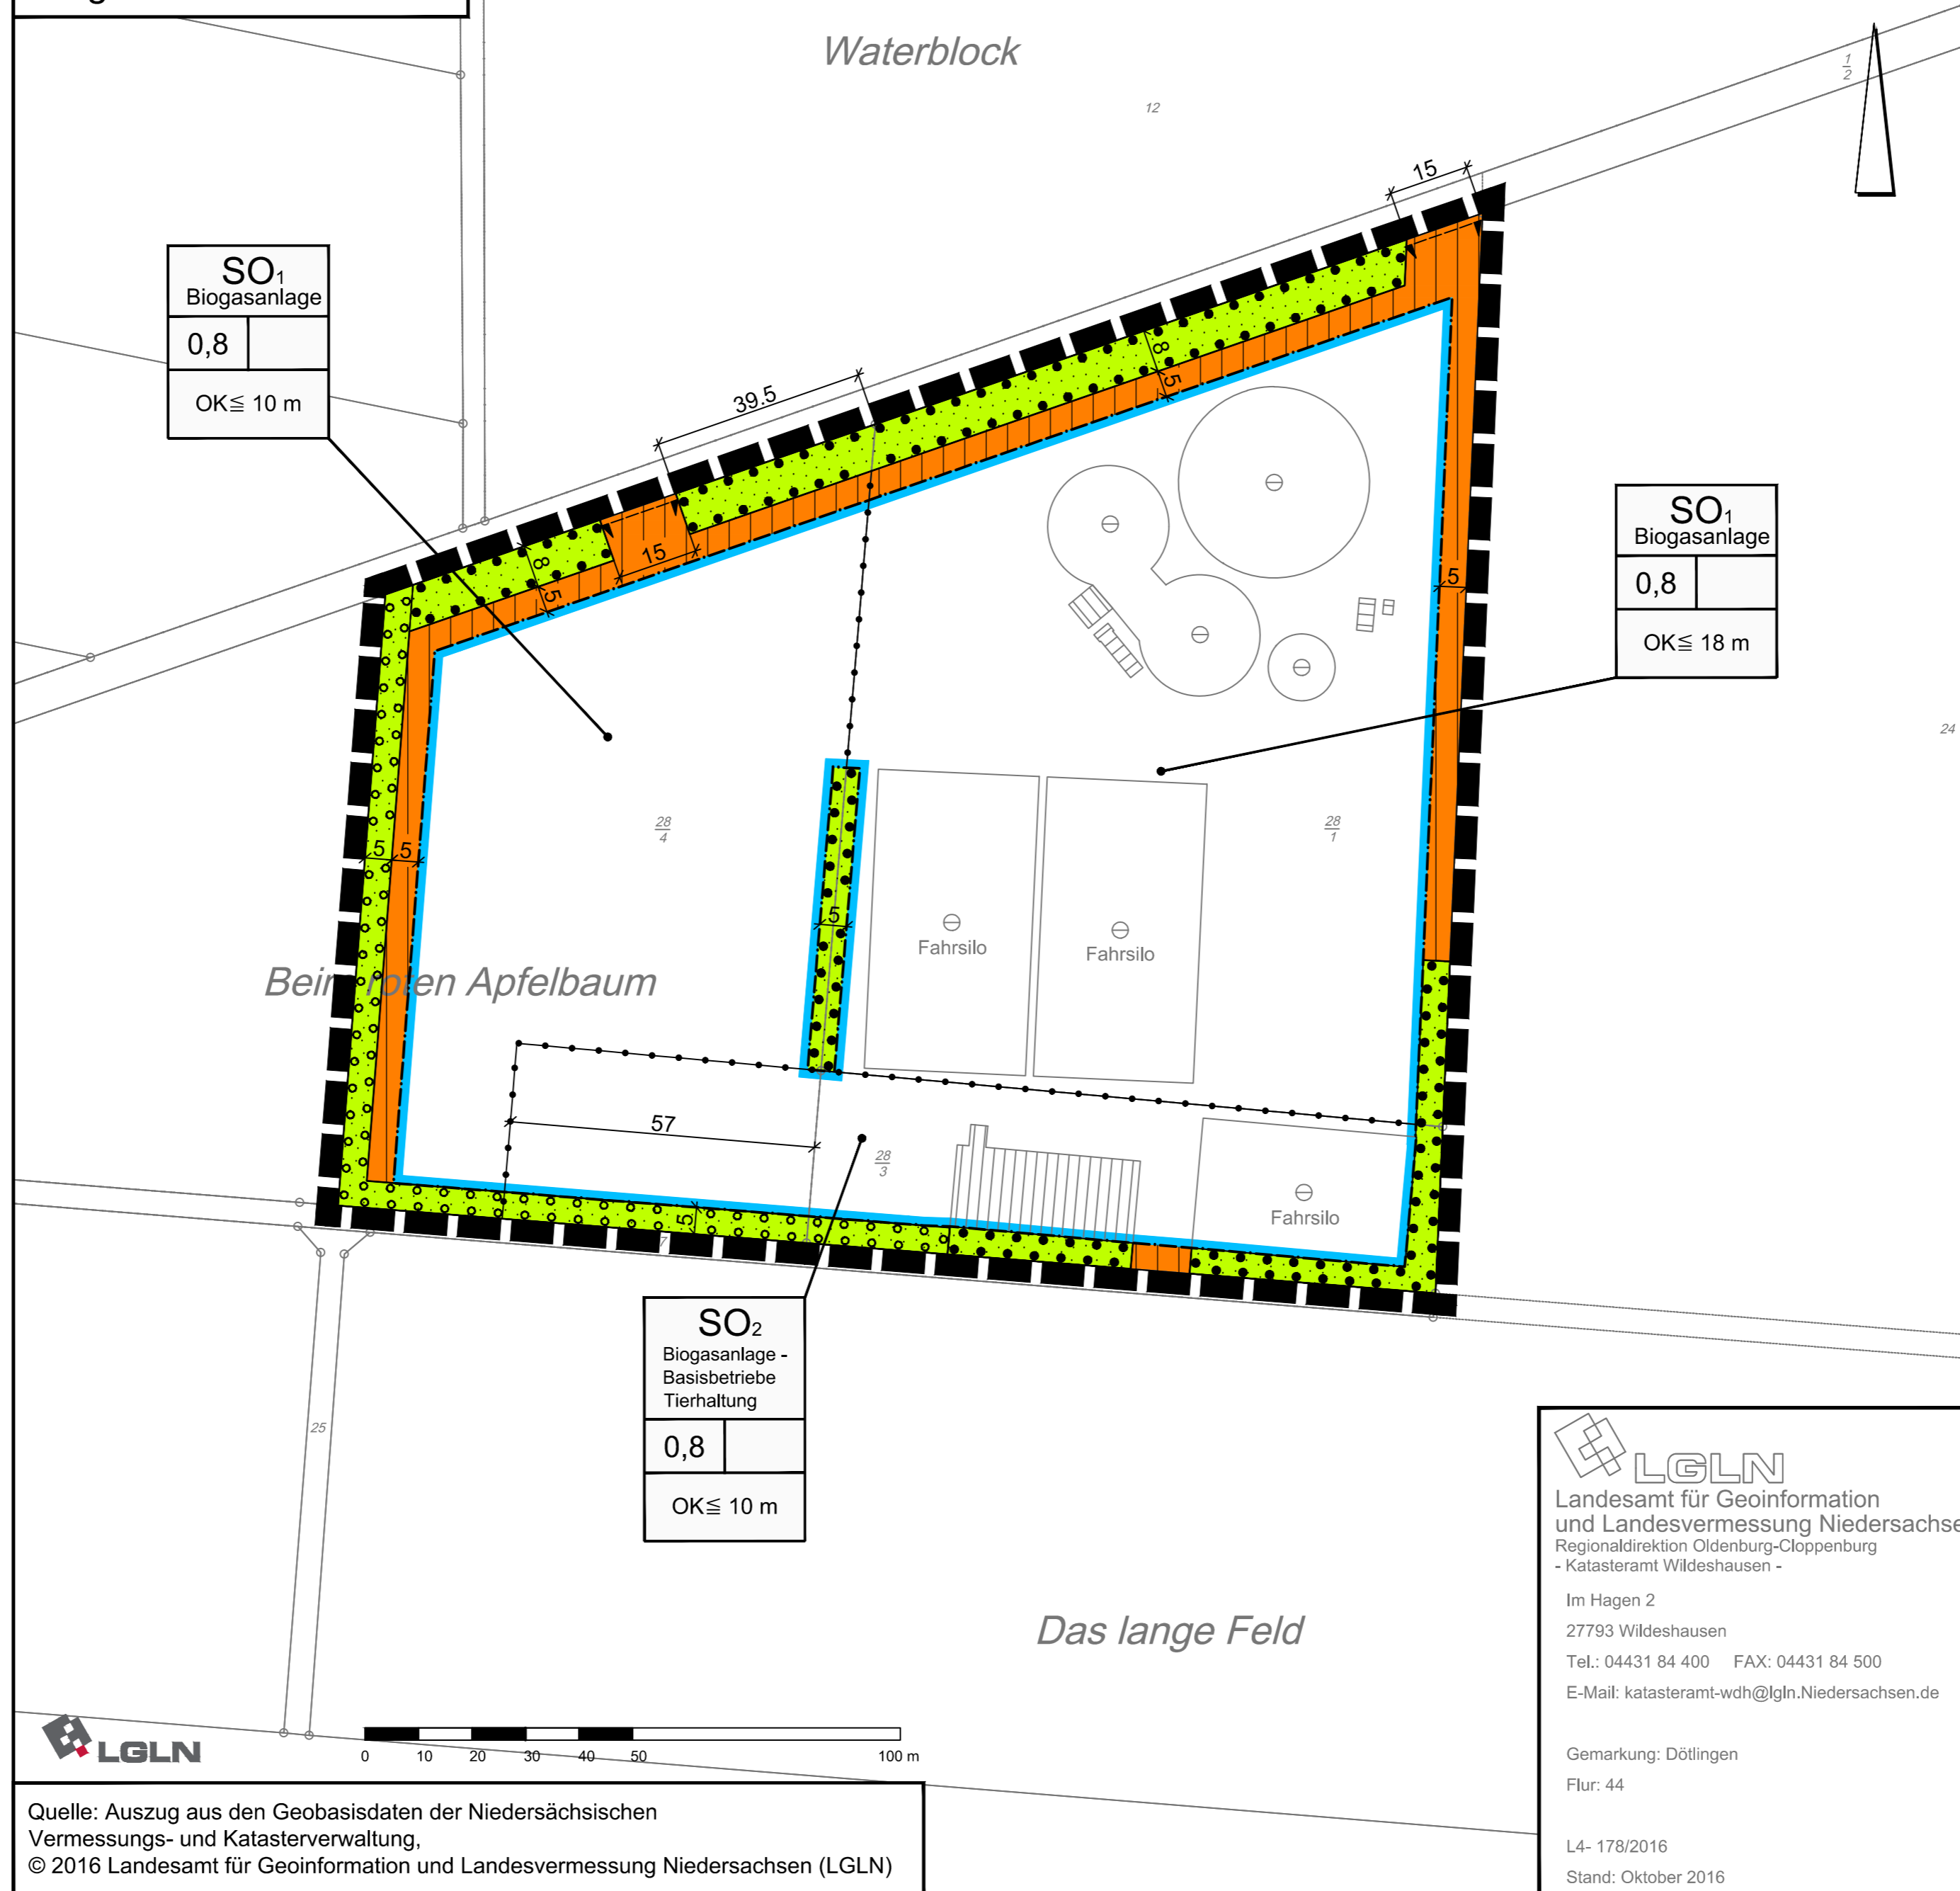 Waterblock
12
1
2
15
SO1
Biogasanlage
0,8
OK≦ 10 m
39.5
8
5
15
8
5
SO1
Biogasanlage
0,8
OK≦ 18 m
5
24
28
4
28
1
5
5
5
Fahrsilo
Fahrsilo
Beim roten Apfelbaum
57
28
3
Fahrsilo
5
7
SO2
Biogasanlage -
Basisbetriebe
Tierhaltung
0,8
OK≦ 10 m
25
Das lange Feld
LGLN
Landesamt für Geoinformation
und Landesvermessung Niedersachse
Regionaldirektion Oldenburg-Cloppenburg
- Katasteramt Wildeshausen -
Im Hagen 2
27793 Wildeshausen
Tel.: 04431 84 400 FAX: 04431 84 500
E-Mail: katasteramt-wdh@lgln.Niedersachsen.de
Gemarkung: Dötlingen
Flur: 44
L4- 178/2016
Stand: Oktober 2016
LGLN
0 10 20 30 40 50 100 m
Quelle: Auszug aus den Geobasisdaten der Niedersächsischen
Vermessungs- und Katasterverwaltung,
© 2016 Landesamt für Geoinformation und Landesvermessung Niedersachsen (LGLN)